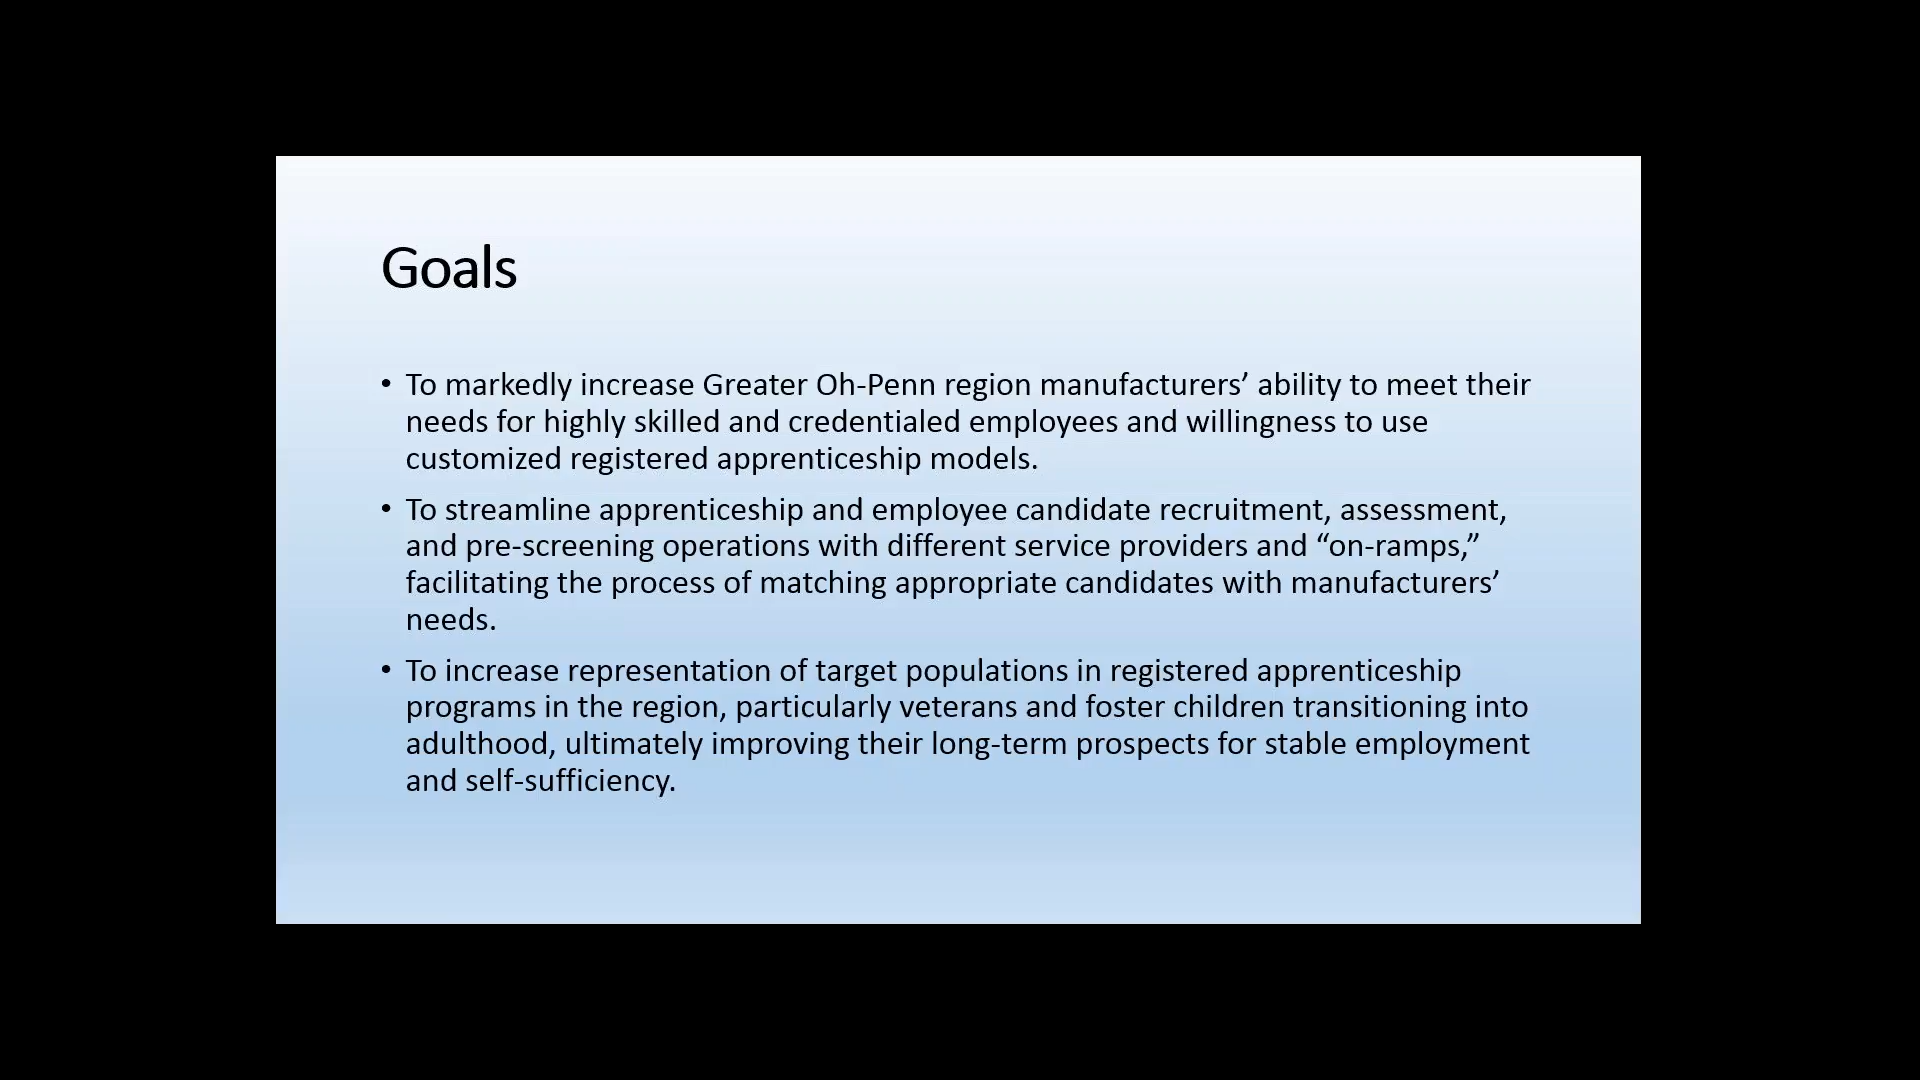 Goals
• To markedly increase Greater Oh-Penn region manufacturers’ ability to meet their
needs for highly skilled and credentialed employees and willingness to use
customized registered apprenticeship models.
• To streamline apprenticeship and employee candidate recruitment, assessment,
and pre-screening operations with different service providers and “on-ramps,”
facilitating the process of matching appropriate candidates with manufacturers’
needs.
• To increase representation of target populations in registered apprenticeship
programs in the region, particularly veterans and foster children transitioning into
adulthood, ultimately improving their long-term prospects for stable employment
and self-sufficiency.